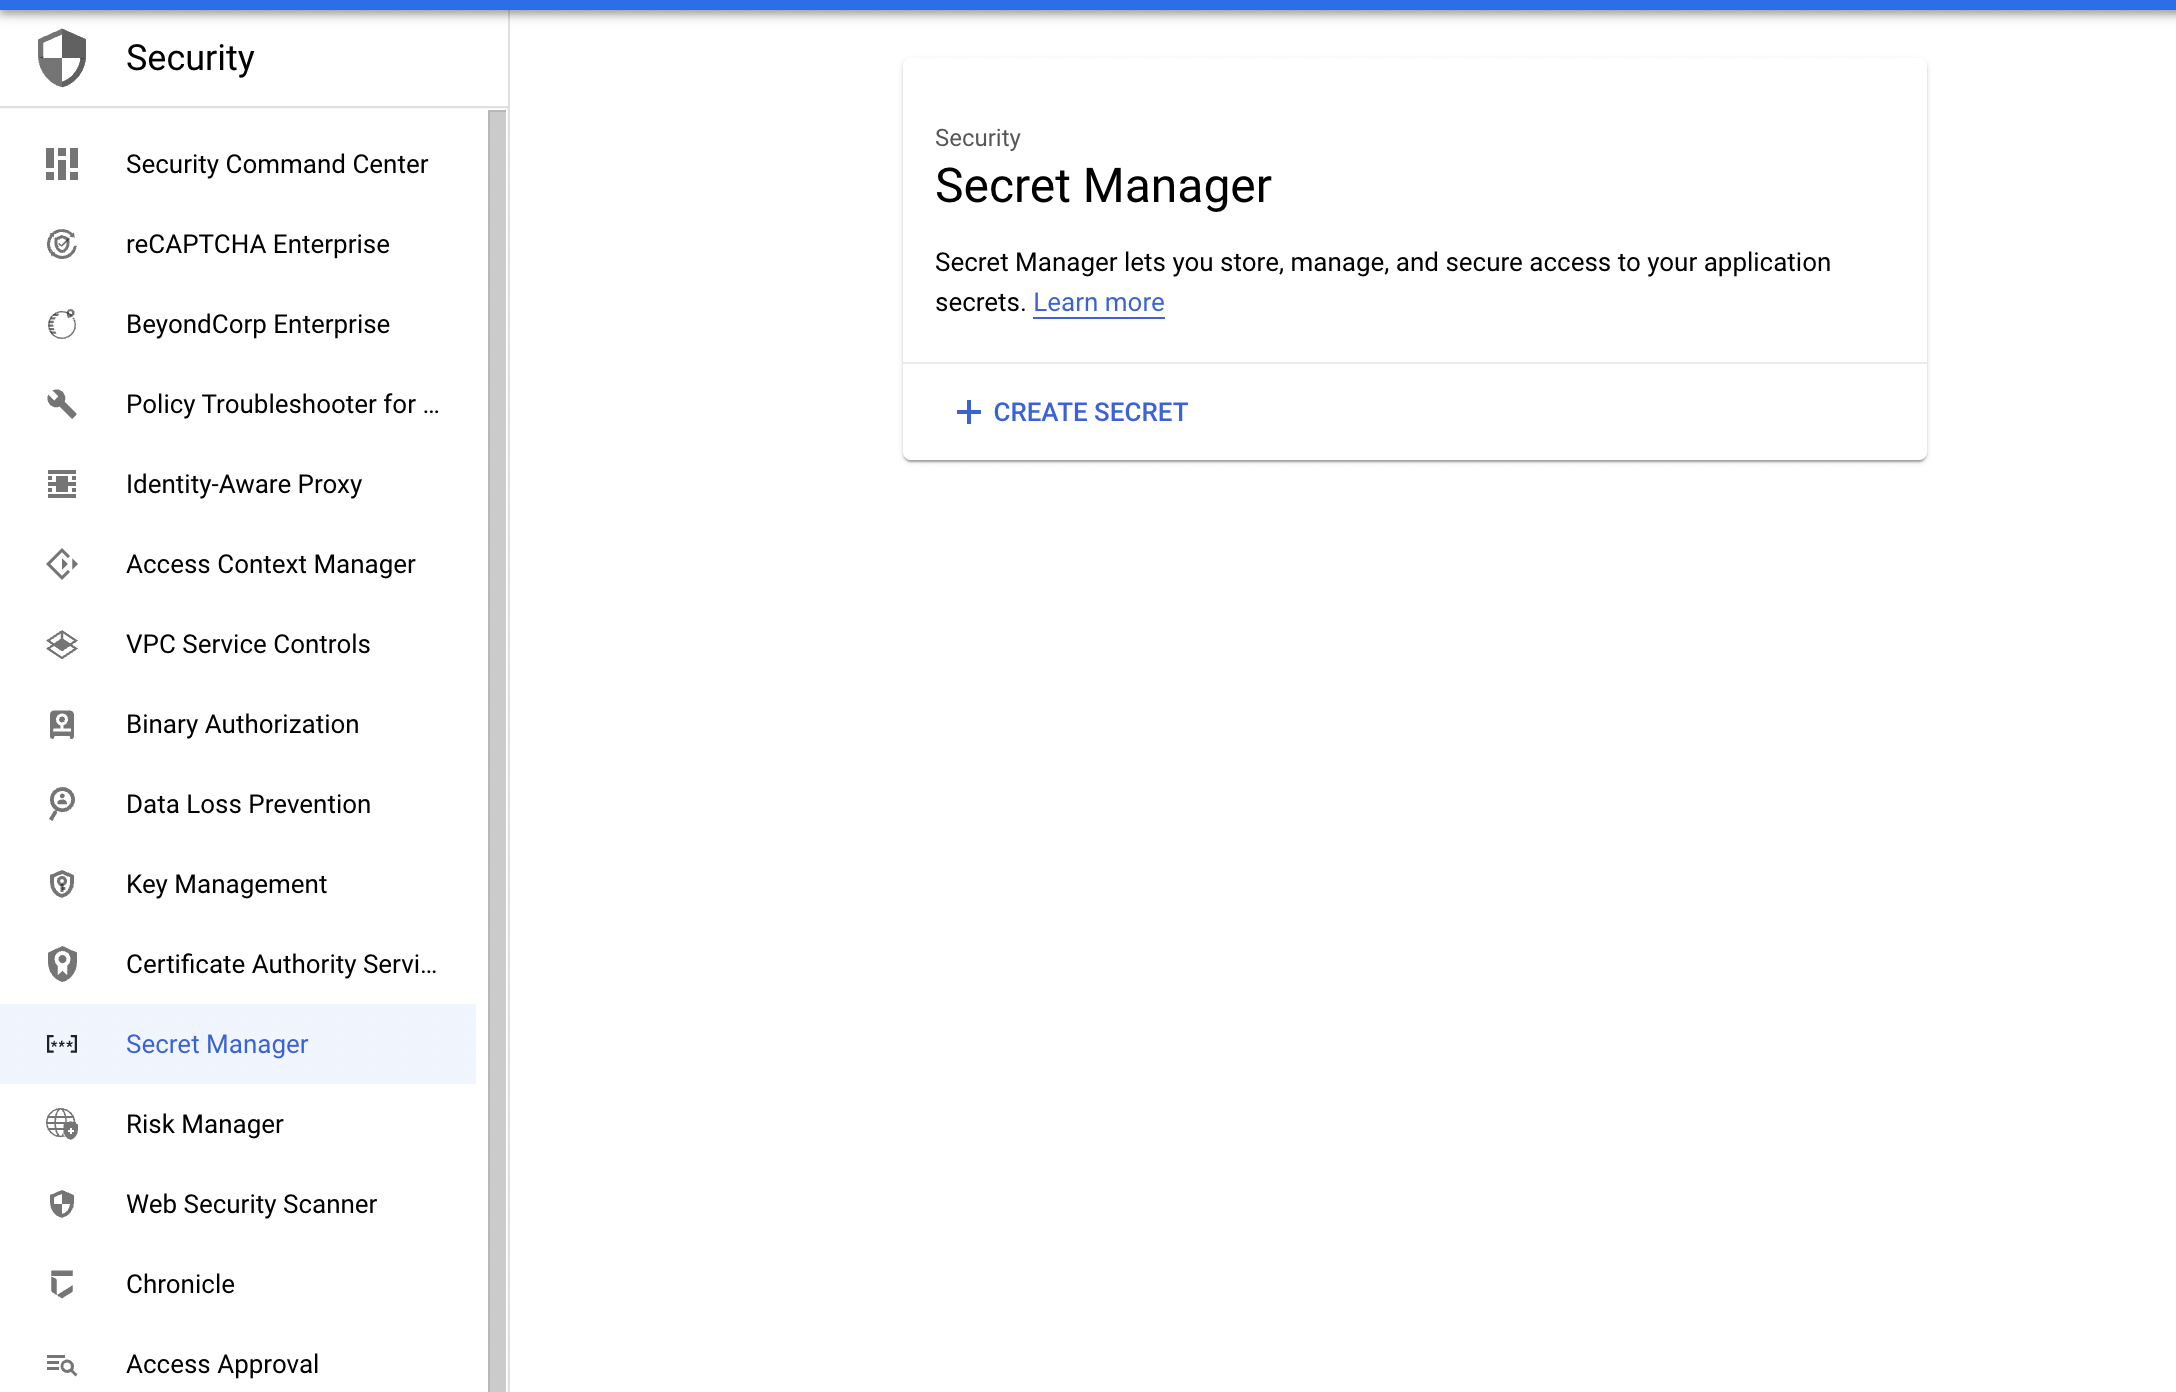 Security
Security Command Center
reCAPTCHA Enterprise
BeyondCorp Enterprise
Policy Troubleshooter for ...
Identity-Aware Proxy
Access Context Manager
VPC Service Controls
Binary Authorization
Data Loss Prevention
Key Management
Certificate Authority Servi...
Secret Manager
Risk Manager
Web Security Scanner
Chronicle
Access Approval
Security
Secret Manager
Secret Manager lets you store, manage, and secure access to your application
secrets. Learn more
+ CREATE SECRET